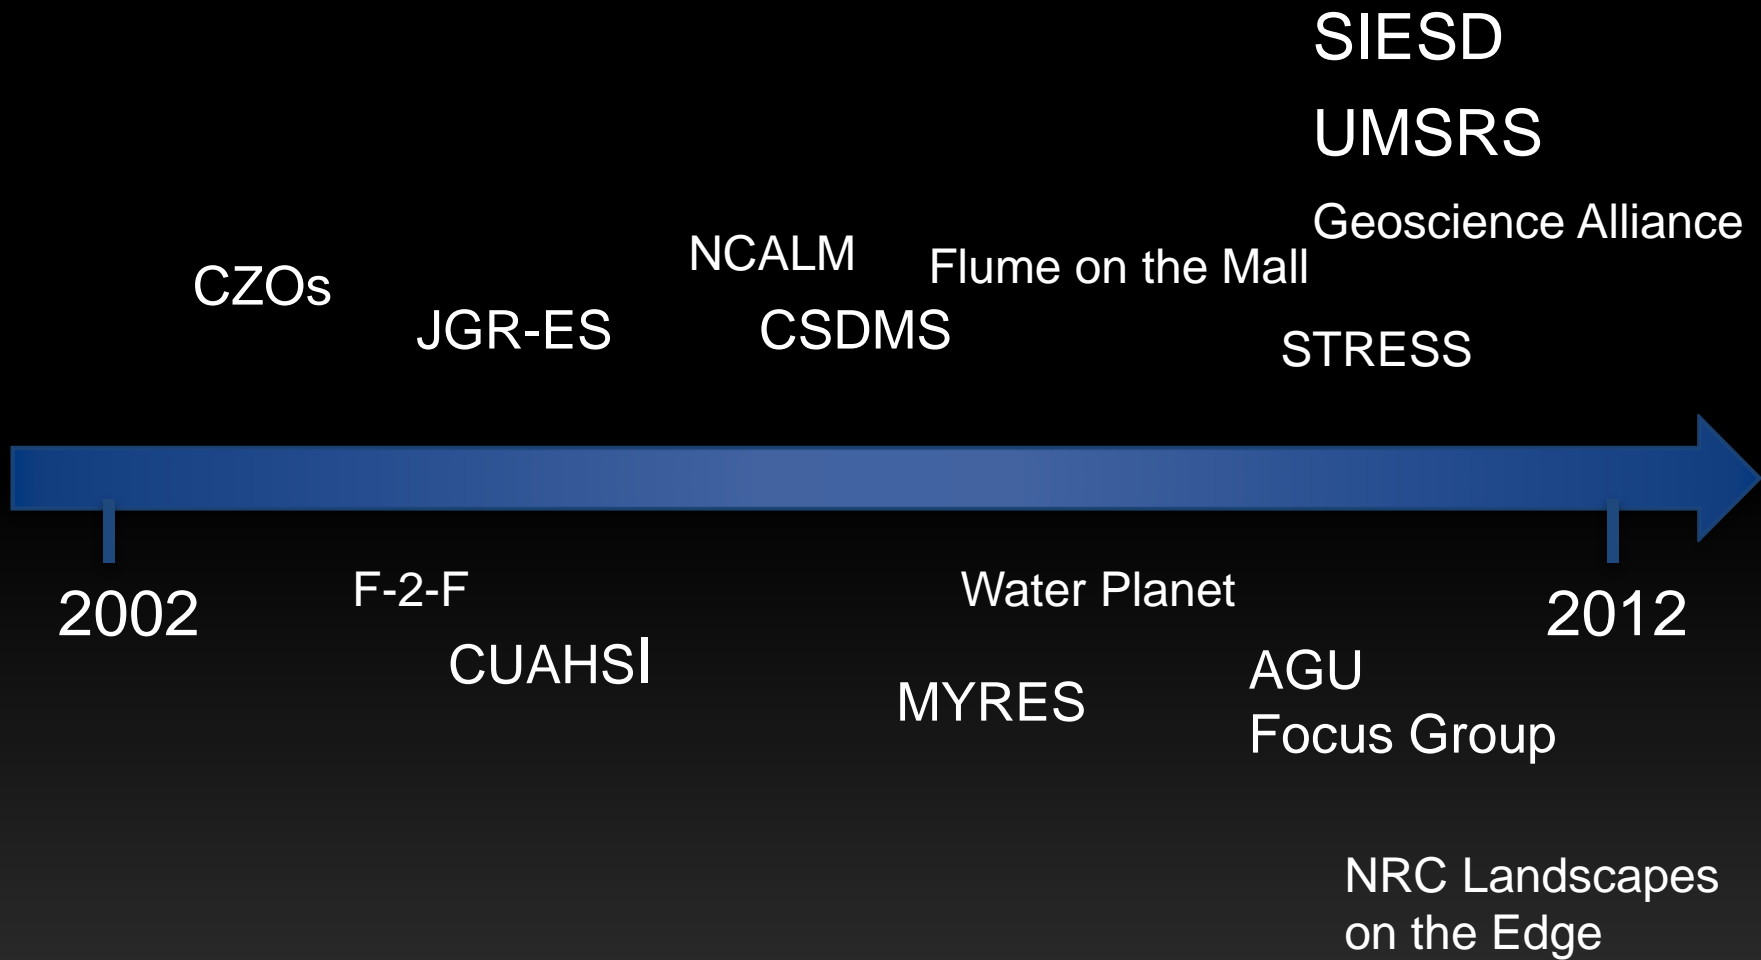 SIESD
UMSRS
Geoscience Alliance
NCALM
Flume on the Mall
CZOs
JGR-ES
CSDMS
STRESS
F-2-F
Water Planet
2002
2012
CUAHSI
MYRES
AGU
Focus Group
NRC Landscapes
on the Edge